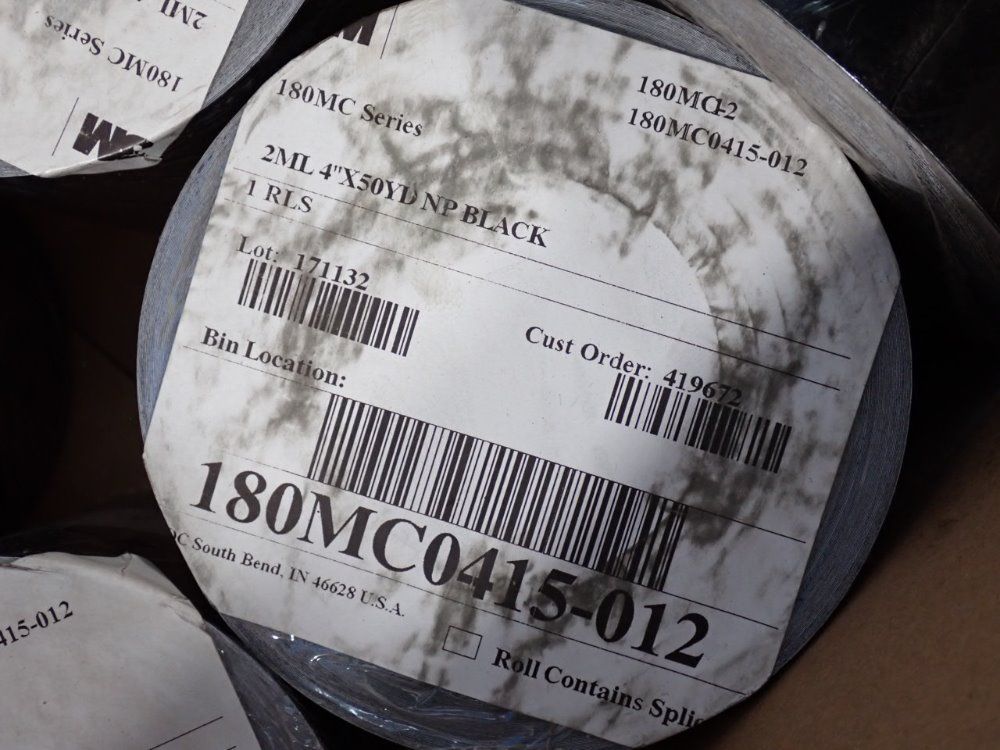 2ML
180MC Series
180MC Series
180MC-2
180MC0415-012
2ML 4"X50YD NP BLACK
1 RLS
Lot: 171132
Cust Order: 419672
Bin Location:
180MC0415-012
South Bend, IN 46628 U.S.A.
Roll Contains
415-012